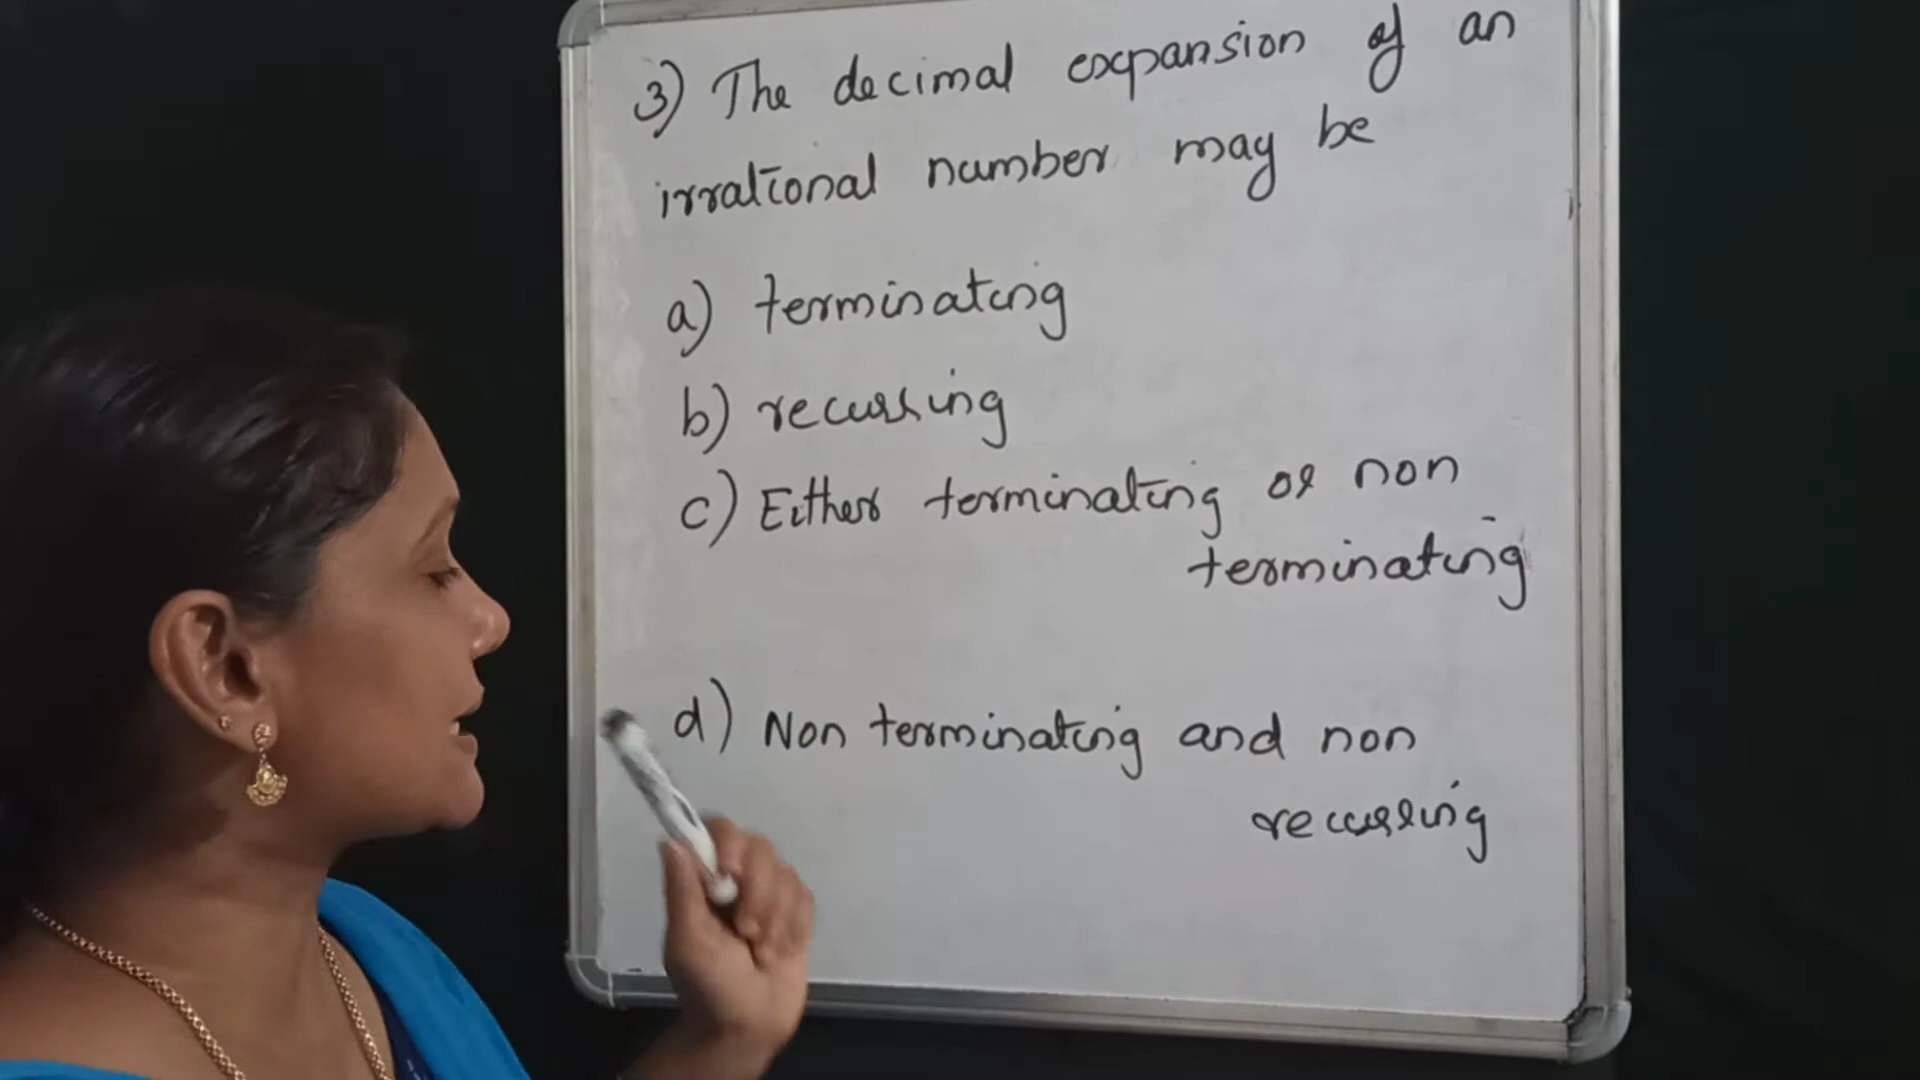 3) The decimal expansion of an
irrational number may be
a) terminating
b) recurring
c) Either terminating or non
terminating
d) Non terminating and non
recurring